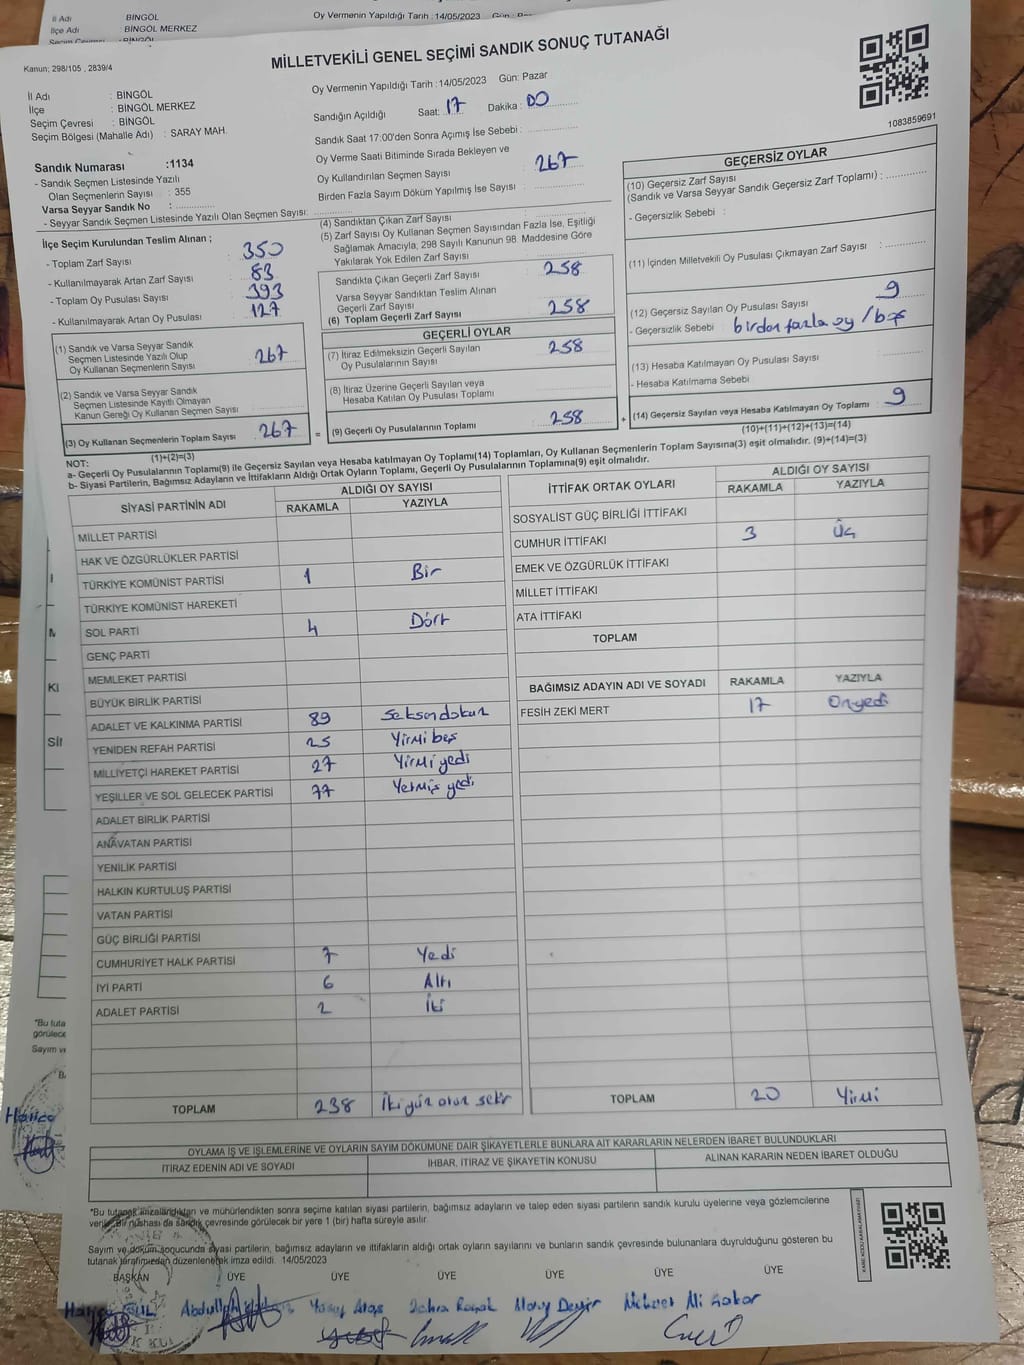 İl Adı BİNGÖL
İlçe Adı : BİNGÖL MERKEZ
Oy Vermenin Yapıldığı Tarih : 14/05/2023
Kanun; 298/105 , 2839/4
MİLLETVEKİLİ GENEL SEÇİMİ SANDIK SONUÇ TUTANAĞI
1083859691
İl Adı : BİNGÖL
İlçe : BİNGÖL MERKEZ
Seçim Çevresi : BİNGÖL
Seçim Bölgesi (Mahalle Adı) : SARAY MAH.
Sandık Numarası :1134
- Sandık Seçmen Listesinde Yazılı
Olan Seçmenlerin Sayısı : 355
Varsa Seyyar Sandık No :
- Seyyar Sandık Seçmen Listesinde Yazılı Olan Seçmen Sayısı:
Oy Vermenin Yapıldığı Tarih : 14/05/2023 Gün: Pazar
Sandığın Açıldığı Saat: 17 Dakika : 00
Sandık Saat 17:00'den Sonra Açımış İse Sebebi :
Oy Verme Saati Bitiminde Sırada Bekleyen ve
Oy Kullandırılan Seçmen Sayısı : 267
Birden Fazla Sayım Döküm Yapılmış İse Sayısı :
İlçe Seçim Kurulundan Teslim Alınan ;
- Toplam Zarf Sayısı : 350
- Kullanılmayarak Artan Zarf Sayısı : 83
- Toplam Oy Pusulası Sayısı : 393
- Kullanılmayarak Artan Oy Pusulası : 127
(1) Sandık ve Varsa Seyyar Sandık
Seçmen Listesinde Yazılı Olup
Oy Kullanan Seçmenlerin Sayısı : 267
(2) Sandık ve Varsa Seyyar Sandık
Seçmen Listesinde Kayıtlı Olmayan
Kanun Gereği Oy Kullanan Seçmen Sayısı
(3) Oy Kullanan Seçmenlerin Toplam Sayısı : 267
(1)+(2)=(3)
(4) Sandıktan Çıkan Zarf Sayısı
(5) Zarf Sayısı Oy Kullanan Seçmen Sayısından Fazla İse, Eşitliği
Sağlamak Amacıyla, 298 Sayılı Kanunun 98. Maddesine Göre
Yakılarak Yok Edilen Zarf Sayısı
Sandıkta Çıkan Geçerli Zarf Sayısı : 258
Varsa Seyyar Sandıktan Teslim Alınan
Geçerli Zarf Sayısı
(6) Toplam Geçerli Zarf Sayısı : 258
GEÇERLİ OYLAR
(7) İtiraz Edilmeksizin Geçerli Sayılan
Oy Pusulalarının Sayısı : 258
(8) İtiraz Üzerine Geçerli Sayılan veya
Hesaba Katılan Oy Pusulası Toplamı
= (9) Geçerli Oy Pusulalarının Toplamı : 258
GEÇERSİZ OYLAR
(10) Geçersiz Zarf Sayısı
(Sandık ve Varsa Seyyar Sandık Geçersiz Zarf Toplamı) :
- Geçersizlik Sebebi :
(11) İçinden Milletvekili Oy Pusulası Çıkmayan Zarf Sayısı
(12) Geçersiz Sayılan Oy Pusulası Sayısı : 9
- Geçersizlik Sebebi : birden fazla oy / boş
(13) Hesaba Katılmayan Oy Pusulası Sayısı
- Hesaba Katılmama Sebebi
+ (14) Geçersiz Sayılan veya Hesaba Katılmayan Oy Toplamı : 9
(10)+(11)+(12)+(13)=(14)
NOT:
a- Geçerli Oy Pusulalarının Toplamı(9) ile Geçersiz Sayılan veya Hesaba katılmayan Oy Toplamı(14) Toplamları, Oy Kullanan Seçmenlerin Toplam Sayısına(3) eşit olmalıdır. (9)+(14)=(3)
b- Siyasi Partilerin, Bağımsız Adayların ve İttifakların Aldığı Ortak Oyların Toplamı, Geçerli Oy Pusulalarının Toplamına(9) eşit olmalıdır.
SİYASİ PARTİNİN ADI ALDIĞI OY SAYISI
RAKAMLA YAZIYLA
MİLLET PARTİSİ
HAK VE ÖZGÜRLÜKLER PARTİSİ
TÜRKİYE KOMÜNİST PARTİSİ 1 Bir
TÜRKİYE KOMÜNİST HAREKETİ
SOL PARTİ 4 Dört
GENÇ PARTİ
MEMLEKET PARTİSİ
BÜYÜK BİRLİK PARTİSİ
ADALET VE KALKINMA PARTİSİ 89 Seksendokuz
YENİDEN REFAH PARTİSİ 25 Yirmi beş
MİLLİYETÇİ HAREKET PARTİSİ 27 Yirmi yedi
YEŞİLLER VE SOL GELECEK PARTİSİ 77 Yetmiş yedi
ADALET BİRLİK PARTİSİ
ANAVATAN PARTİSİ
YENİLİK PARTİSİ
HALKIN KURTULUŞ PARTİSİ
VATAN PARTİSİ
GÜÇ BİRLİĞİ PARTİSİ
CUMHURİYET HALK PARTİSİ 7 Yedi
İYİ PARTİ 6 Altı
ADALET PARTİSİ 2 İki
TOPLAM 238 İki yüz otuz sekiz
İTTİFAK ORTAK OYLARI ALDIĞI OY SAYISI
RAKAMLA YAZIYLA
SOSYALİST GÜÇ BİRLİĞİ İTTİFAKI
CUMHUR İTTİFAKI 3 Üç
EMEK VE ÖZGÜRLÜK İTTİFAKI
MİLLET İTTİFAKI
ATA İTTİFAKI
TOPLAM
BAĞIMSIZ ADAYIN ADI VE SOYADI RAKAMLA YAZIYLA
FESİH ZEKİ MERT 17 Onyedi
TOPLAM 20 Yirmi
OYLAMA İŞ VE İŞLEMLERİNE VE OYLARIN SAYIM DÖKÜMÜNE DAİR ŞİKAYETLERLE BUNLARA AİT KARARLARIN NELERDEN İBARET BULUNDUKLARI
İTİRAZ EDENİN ADI VE SOYADI İHBAR, İTİRAZ VE ŞİKAYETİN KONUSU ALINAN KARARIN NEDEN İBARET OLDUĞU
*Bu tutanak imzalandıktan ve mühürlendikten sonra seçime katılan siyasi partilerin, bağımsız adayların ve talep eden siyasi partilerin sandık kurulu üyelerine veya gözlemcilerine
verilir. Bir nüshası da sandık çevresinde görülecek bir yere 1 (bir) hafta süreyle asılır.
Sayım ve döküm sonucunda siyasi partilerin, bağımsız adayların ve ittifakların aldığı ortak oyların sayılarını ve bunların sandık çevresinde bulunanlara duyrulduğunu gösteren bu
tutanak tarafımızdan düzenlenerek imza edildi. 14/05/2023
BAŞKAN ÜYE ÜYE ÜYE ÜYE ÜYE ÜYE
Hatice GÜL Yusuf Mehmet Ali